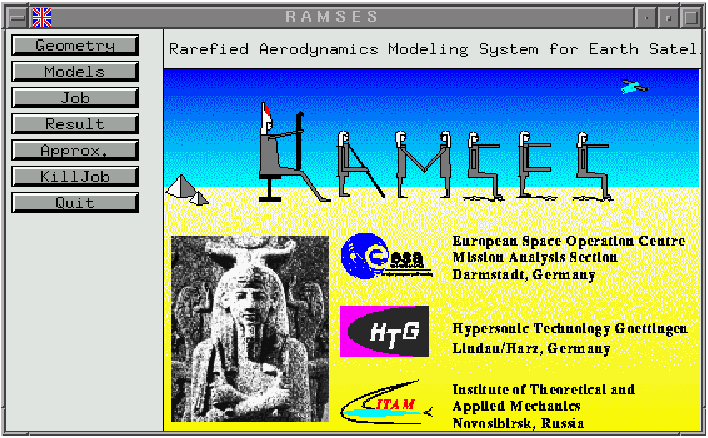 RAMSES
Geometry
Models
Job
Result
Approx.
KillJob
Quit
Rarefied Aerodynamics Modeling System for Earth Satel
RAMSES
esa
European Space Operation Centre
Mission Analysis Section
Darmstadt, Germany
HTG
Hypersonic Technology Goettingen
Lindau/Harz, Germany
ITAM
Institute of Theoretical and
Applied Mechanics
Novosibirsk, Russia